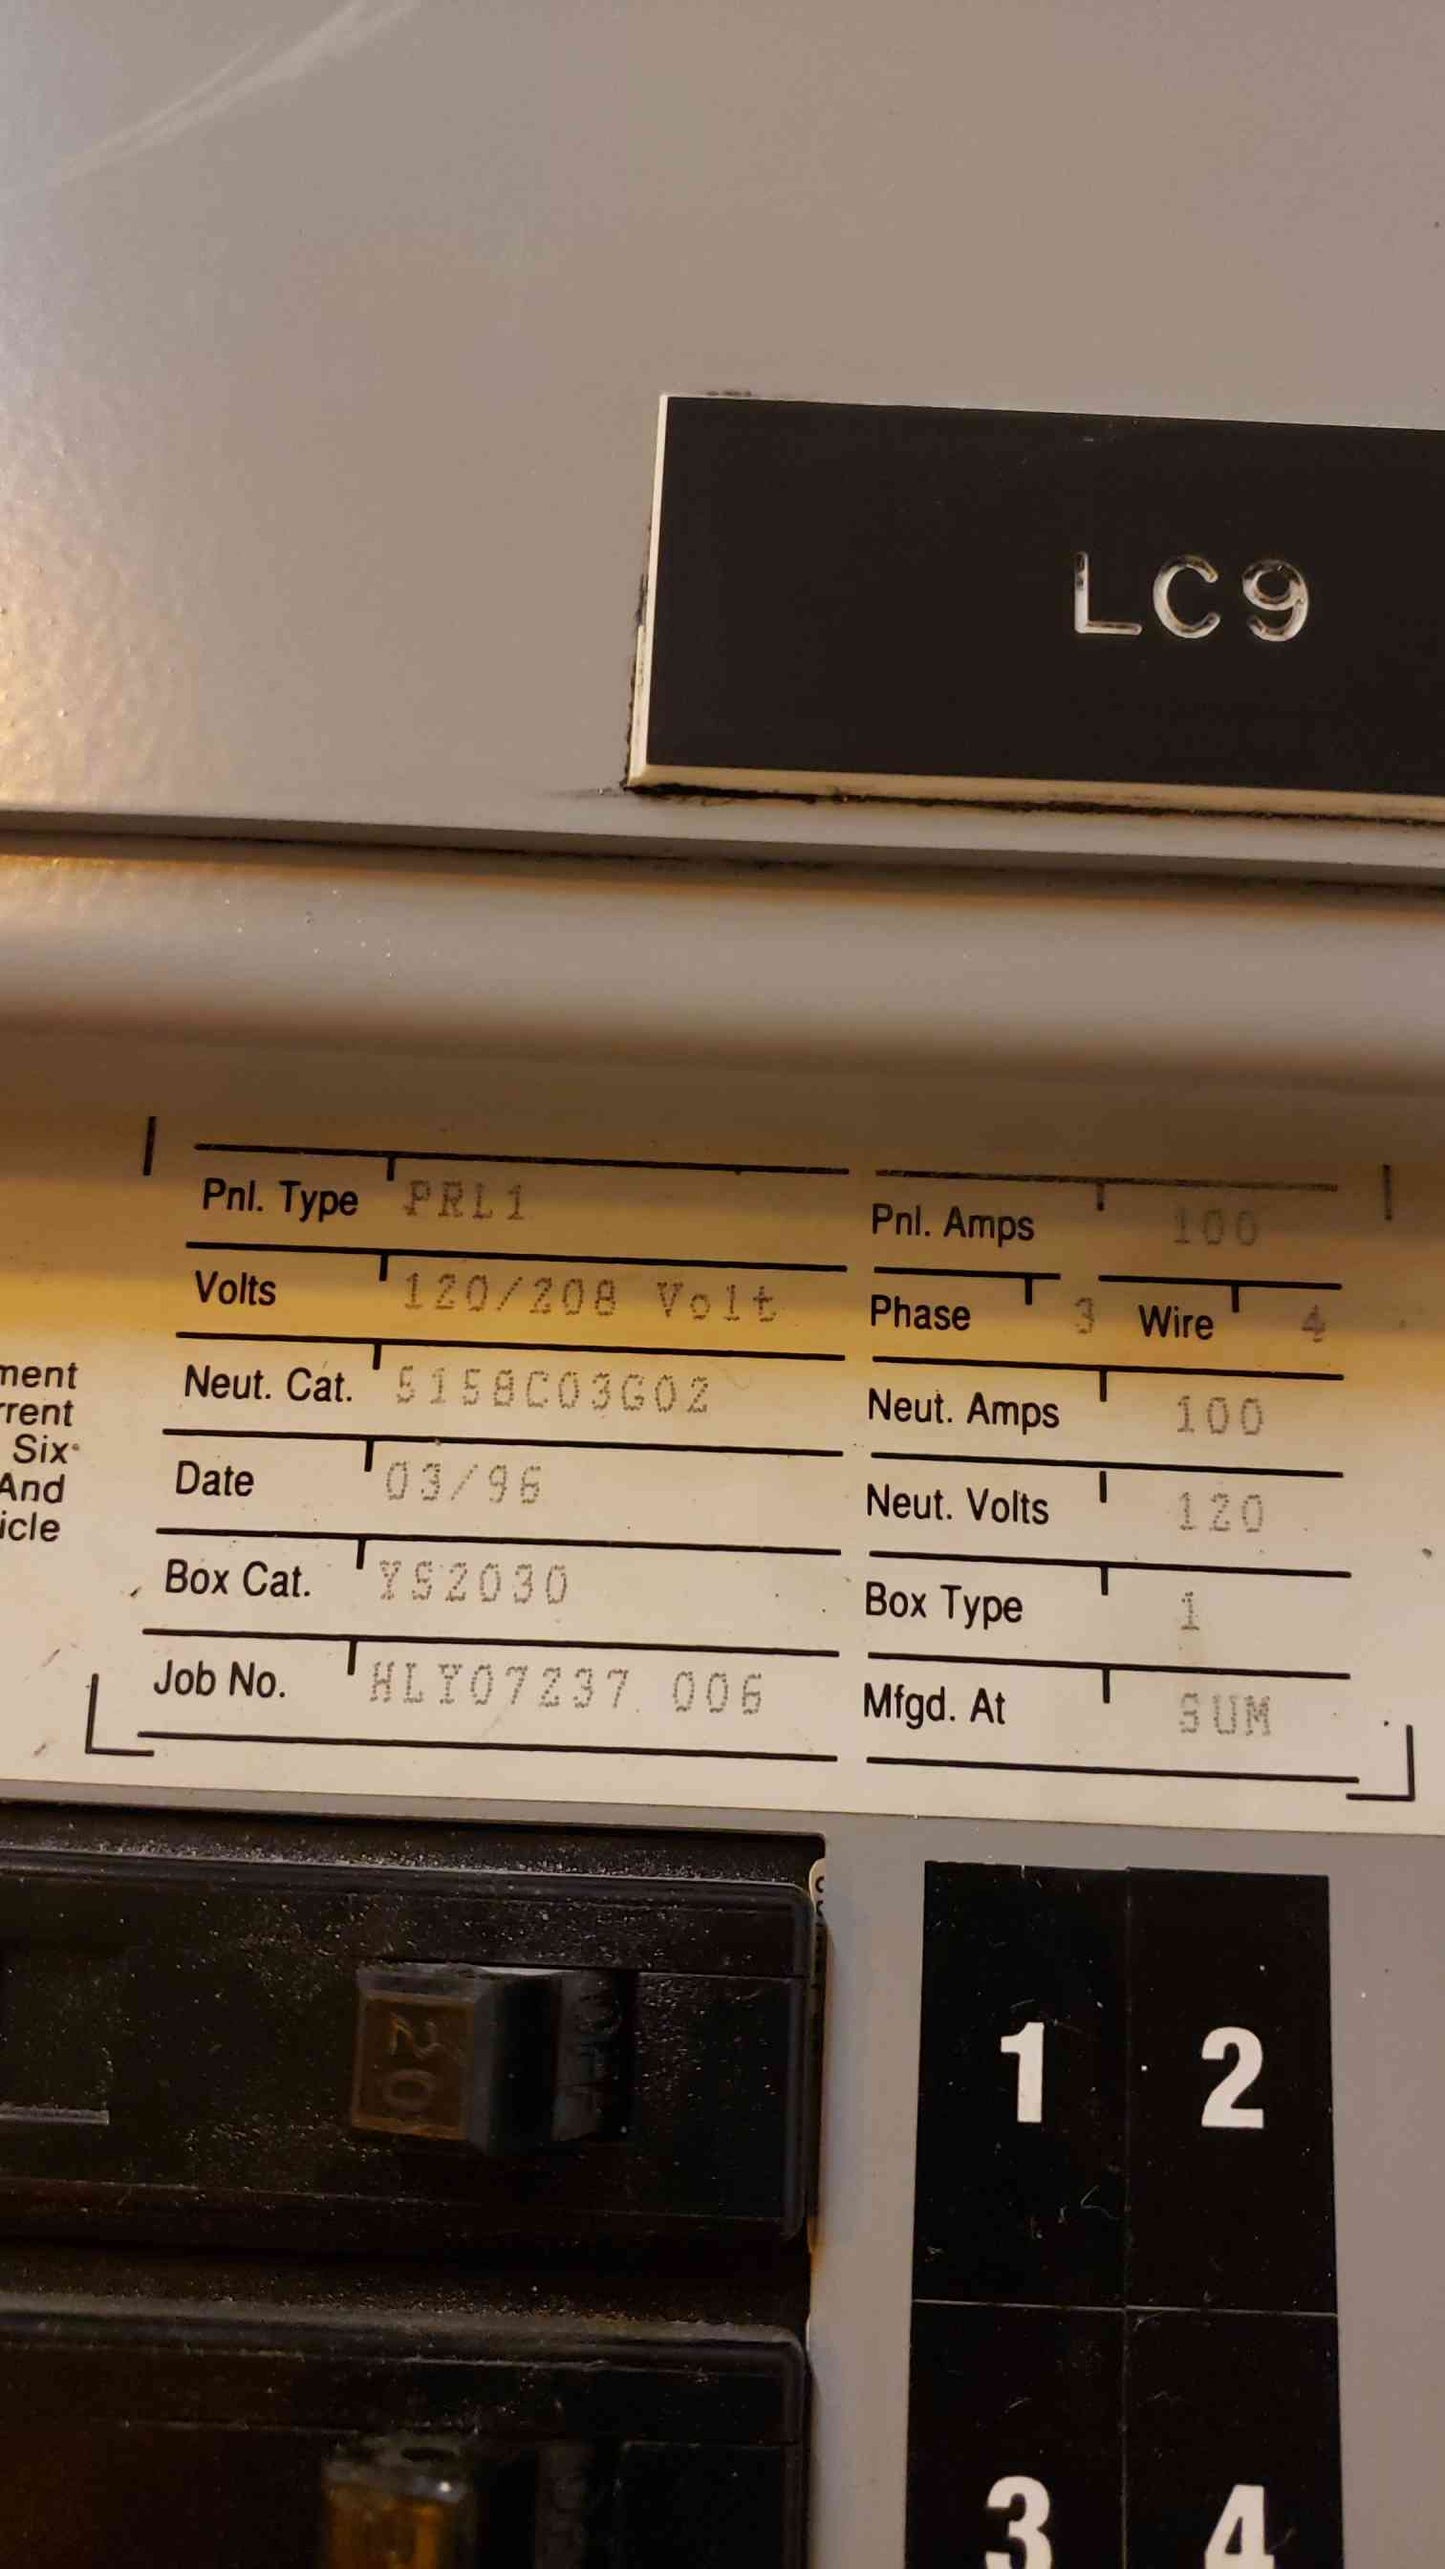 LC9
Pnl. Type PRL1
Pnl. Amps 100
Volts 120/208 Volt
Phase 3 Wire 4
Neut. Cat. 5158C03G02
Neut. Amps 100
Date 03/96
Neut. Volts 120
Box Cat. YS2030
Box Type 1
Job No. HLY07237 006
Mfgd. At SUM
ment
rrent
Six
And
icle
20
1 2
3 4